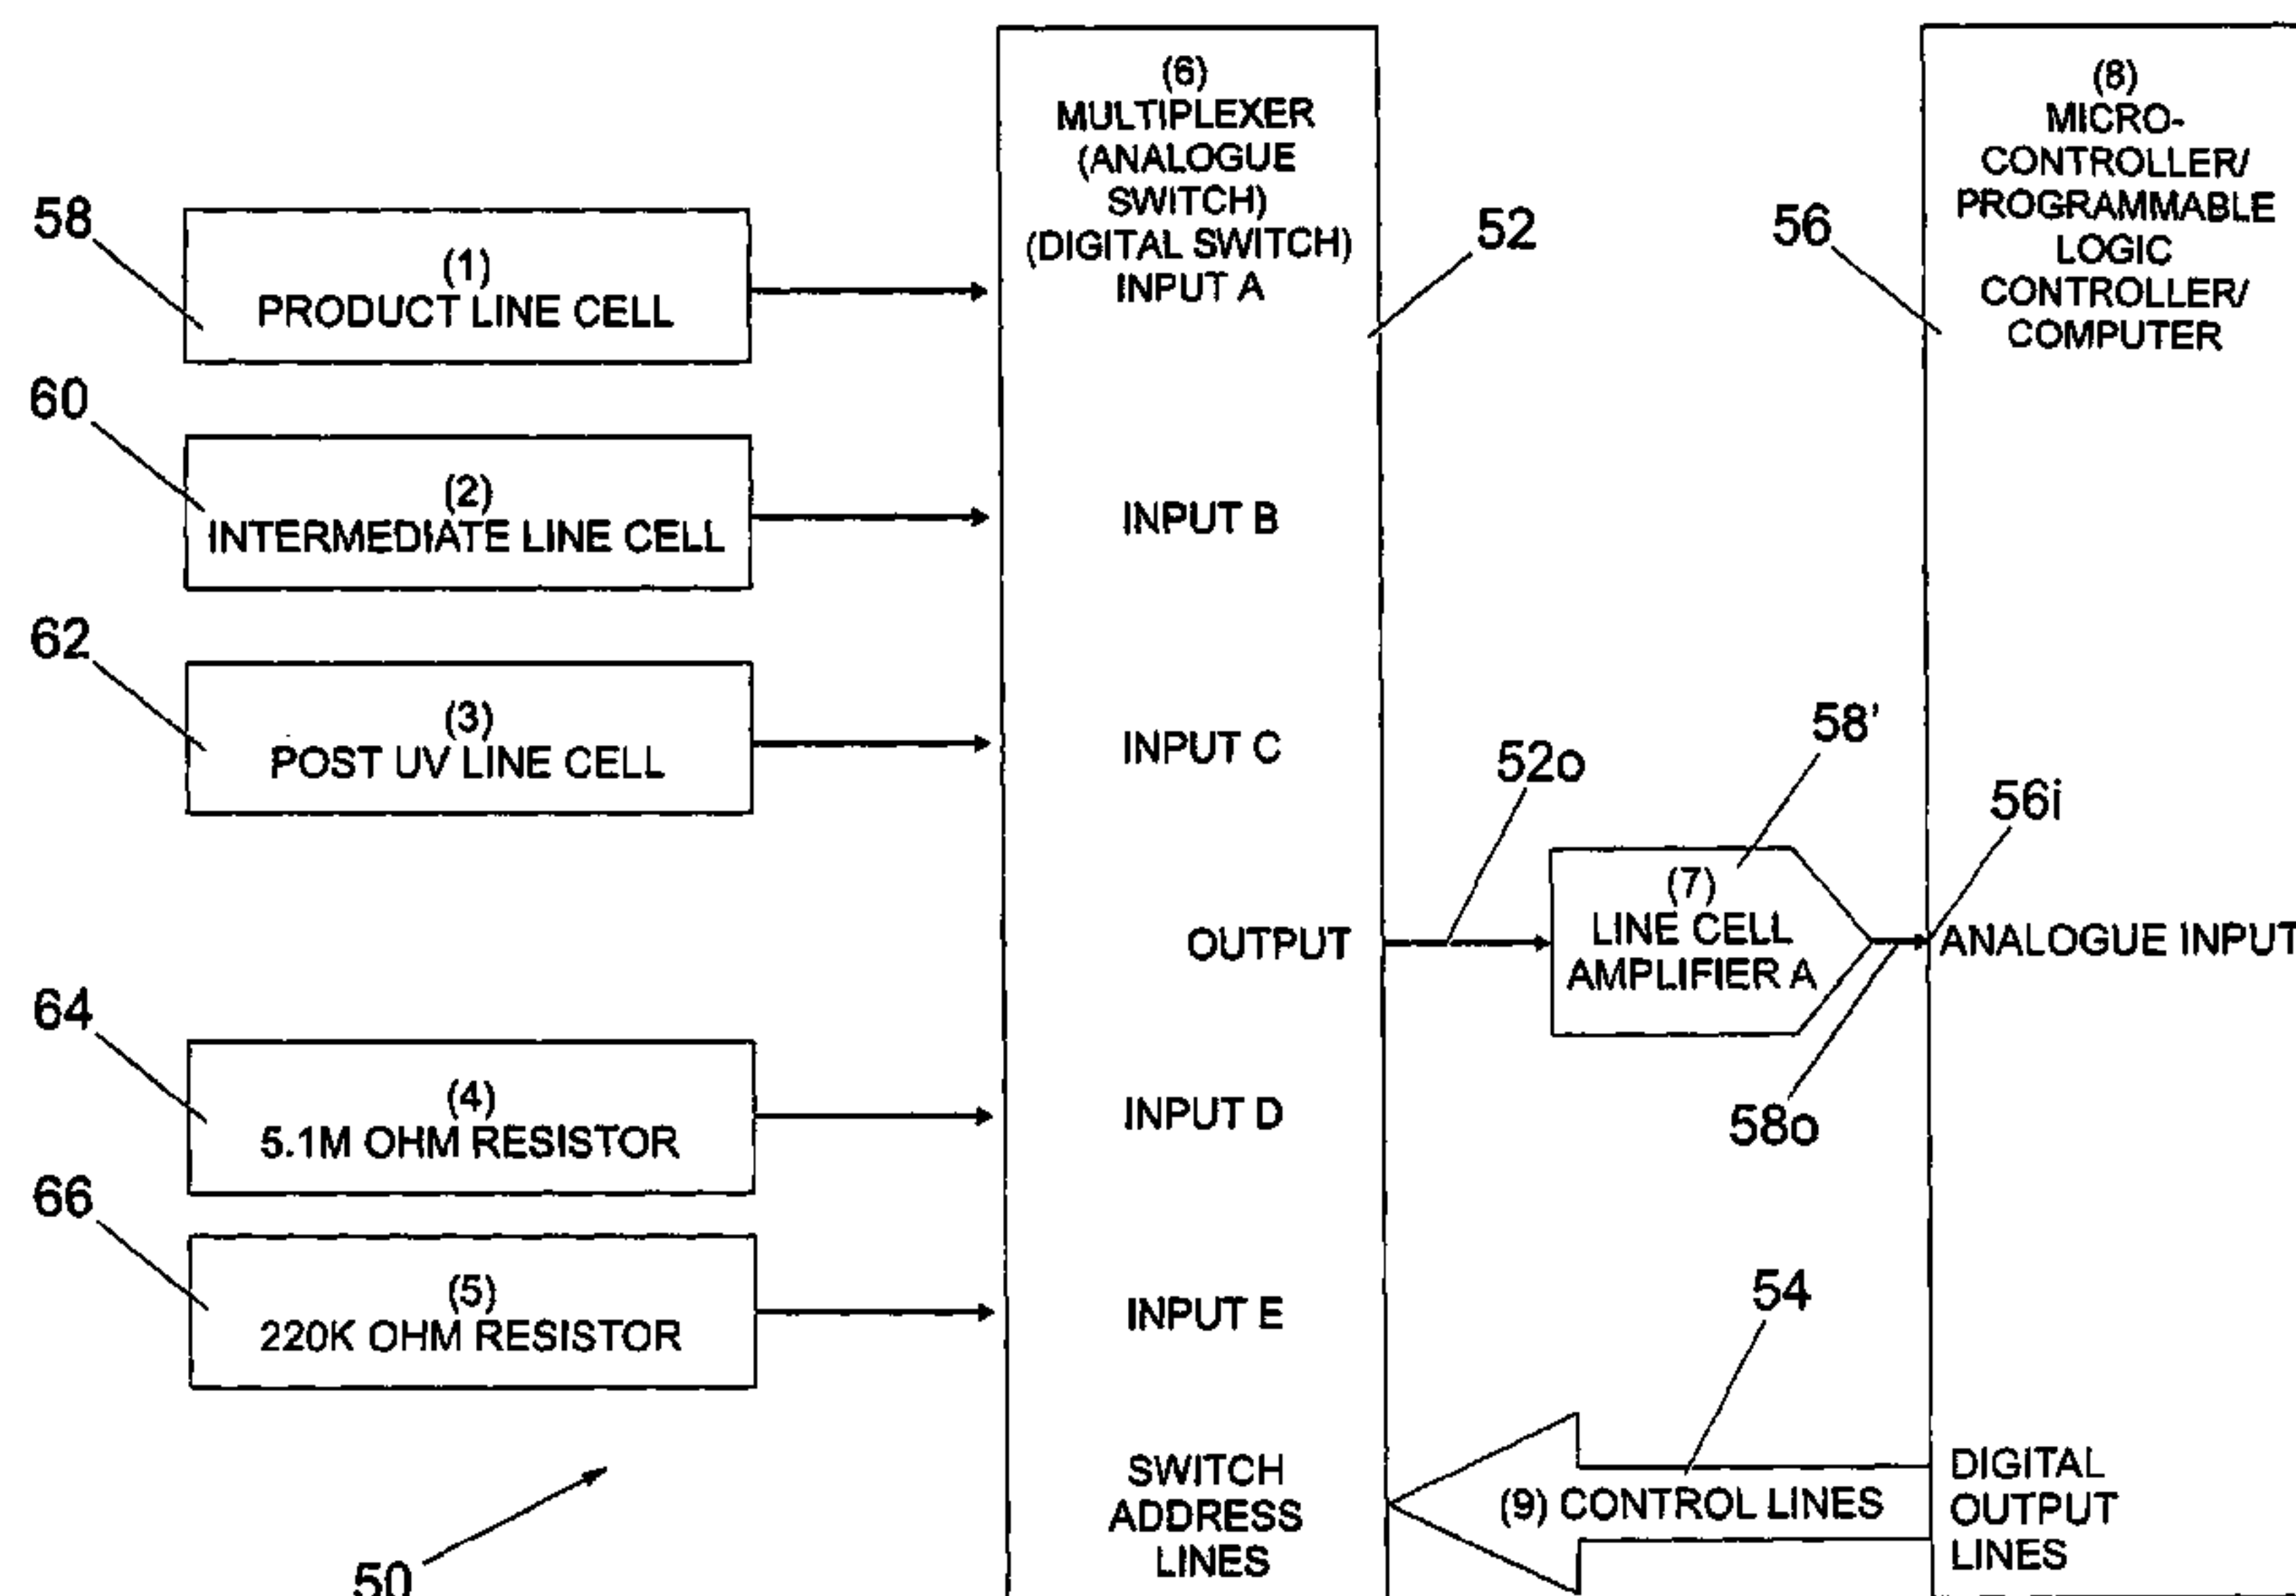 58
(1)
PRODUCT LINE CELL
60
(2)
INTERMEDIATE LINE CELL
62
(3)
POST UV LINE CELL
64
(4)
5.1M OHM RESISTOR
66
(5)
220K OHM RESISTOR
50
(6)
MULTIPLEXER
(ANALOGUE
SWITCH)
(DIGITAL SWITCH)
INPUT A
INPUT B
INPUT C
OUTPUT
INPUT D
INPUT E
SWITCH
ADDRESS
LINES
52
52o
58'
(7)
LINE CELL
AMPLIFIER A
58o
54
(9) CONTROL LINES
56
(8)
MICRO-
CONTROLLER/
PROGRAMMABLE
LOGIC
CONTROLLER/
COMPUTER
56i
ANALOGUE INPUT
DIGITAL
OUTPUT
LINES